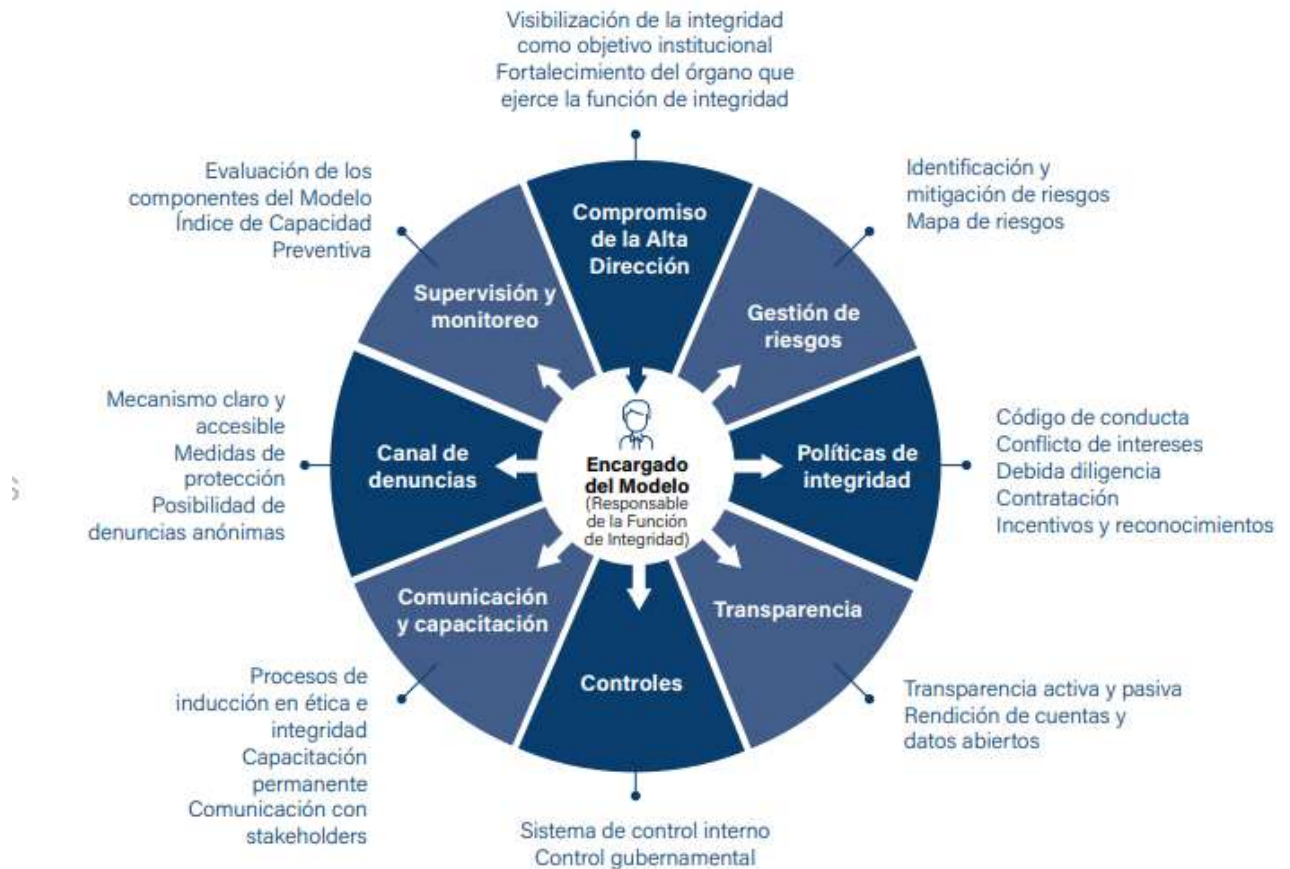 Visibilización de la integridad
como objetivo institucional
Fortalecimiento del órgano que
ejerce la función de integridad
Compromiso
de la Alta
Dirección
Identificación y
mitigación de riesgos
Mapa de riesgos
Gestión de
riesgos
Código de conducta
Conflicto de intereses
Debida diligencia
Contratación
Incentivos y reconocimientos
Políticas de
integridad
Transparencia activa y pasiva
Rendición de cuentas y
datos abiertos
Transparencia
Sistema de control interno
Control gubernamental
Controles
Procesos de
inducción en ética e
integridad
Capacitación
permanente
Comunicación con
stakeholders
Comunicación
y capacitación
Mecanismo claro y
accesible
Medidas de
protección
Posibilidad de
denuncias anónimas
Canal de
denuncias
Evaluación de los
componentes del Modelo
Índice de Capacidad
Preventiva
Supervisión y
monitoreo
Encargado
del Modelo
(Responsable
de la Función
de Integridad)